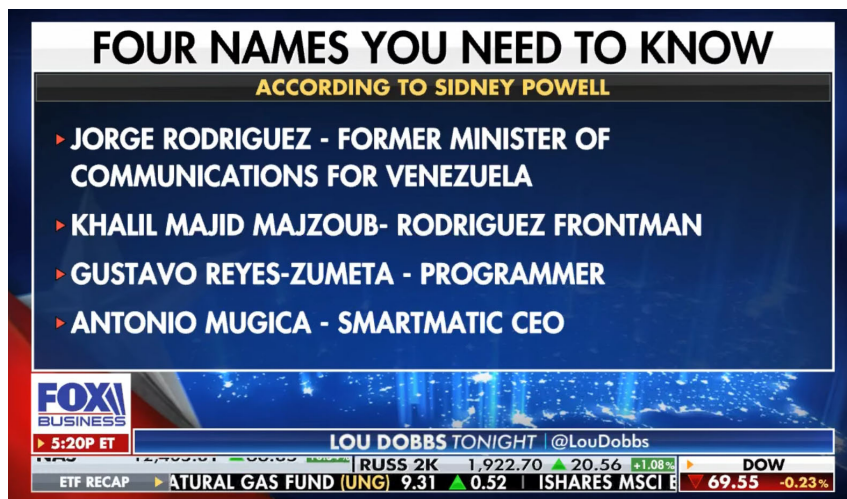 FOUR NAMES YOU NEED TO KNOW
ACCORDING TO SIDNEY POWELL
JORGE RODRIGUEZ - FORMER MINISTER OF
COMMUNICATIONS FOR VENEZUELA
KHALIL MAJID MAJZOUB- RODRIGUEZ FRONTMAN
GUSTAVO REYES-ZUMETA - PROGRAMMER
ANTONIO MUGICA - SMARTMATIC CEO
FOX
BUSINESS
5:20P ET
LOU DOBBS TONIGHT | @LouDobbs
RUSS 2K 1,922.70 ▲ 20.56 +1.08% DOW
ETF RECAP ATURAL GAS FUND (UNG) 9.31 ▲ 0.52 | ISHARES MSCI ▼ 69.55 -0.23%